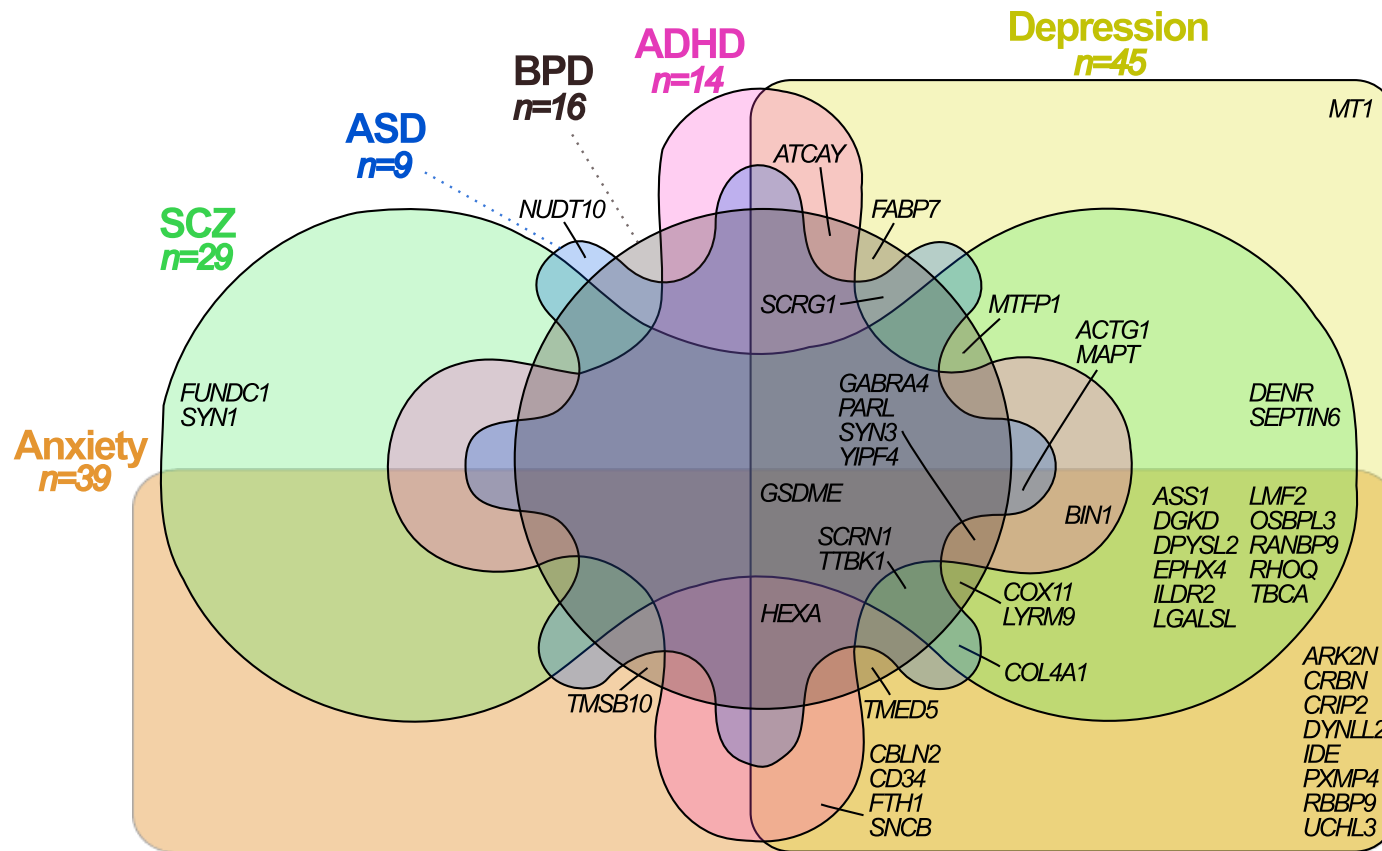 Depression
n=45
ADHD
n=14
BPD
n=16
ASD
n=9
SCZ
n=29
Anxiety
n=39
MT1
ATCAY
NUDT10
FABP7
SCRG1
MTFP1
ACTG1
MAPT
FUNDC1
SYN1
GABRA4
PARL
SYN3
YIPF4
DENR
SEPTIN6
GSDME
BIN1
ASS1 LMF2
DGKD OSBPL3
DPYSL2 RANBP9
EPHX4 RHOQ
ILDR2 TBCA
LGALSL
SCRN1
TTBK1
COX11
LYRM9
HEXA
COL4A1
TMSB10
TMED5
CBLN2
CD34
FTH1
SNCB
ARK2N
CRBN
CRIP2
DYNLL2
IDE
PXMP4
RBBP9
UCHL3